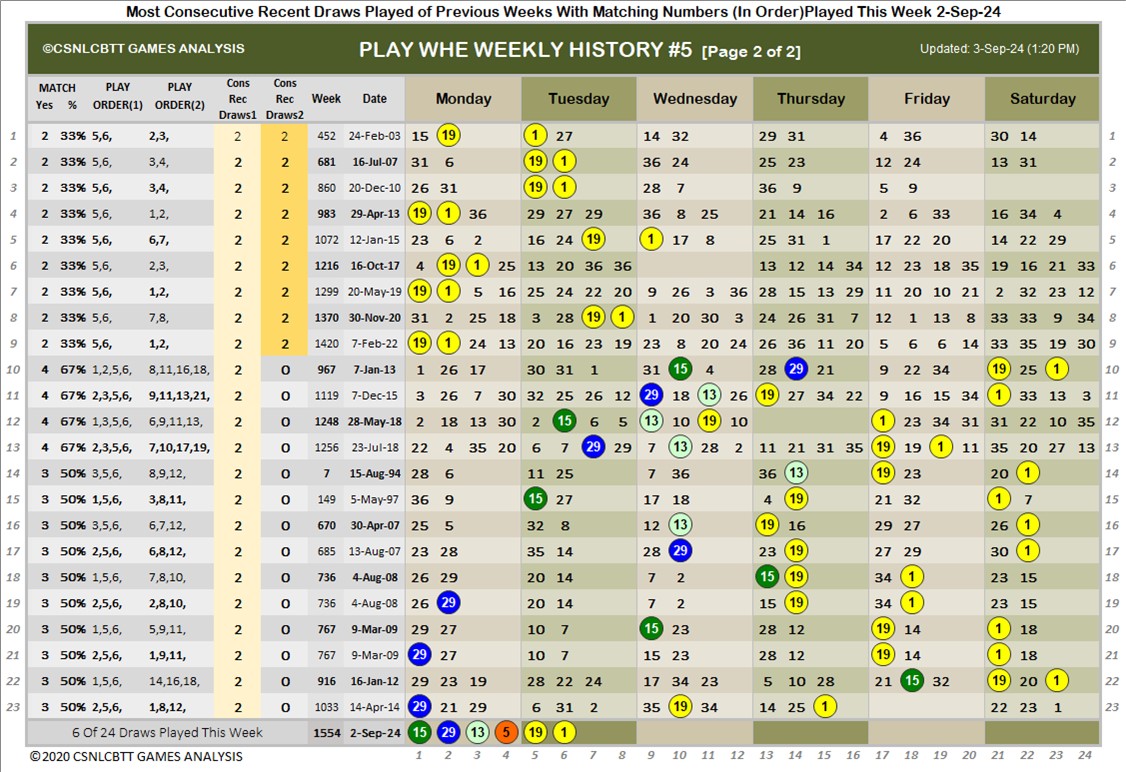 Most Consecutive Recent Draws Played of Previous Weeks With Matching Numbers (In Order)Played This Week 2-Sep-24
©CSNLCBTT GAMES ANALYSIS PLAY WHE WEEKLY HISTORY #5 [Page 2 of 2] Updated: 3-Sep-24 (1:20 PM)
MATCH Yes % PLAY ORDER(1) PLAY ORDER(2) Cons Rec Draws1 Cons Rec Draws2 Week Date Monday Tuesday Wednesday Thursday Friday Saturday
1 2 33% 5,6, 2,3, 2 2 452 24-Feb-03 15 19 1 27 14 32 29 31 4 36 30 14 1
2 2 33% 5,6, 3,4, 2 2 681 16-Jul-07 31 6 19 1 36 24 25 23 12 24 13 31 2
3 2 33% 5,6, 3,4, 2 2 860 20-Dec-10 26 31 19 1 28 7 36 9 5 9 3
4 2 33% 5,6, 1,2, 2 2 983 29-Apr-13 19 1 36 29 27 29 36 8 25 21 14 16 2 6 33 16 34 4 4
5 2 33% 5,6, 6,7, 2 2 1072 12-Jan-15 23 6 2 16 24 19 1 17 8 25 31 1 17 22 20 14 22 29 5
6 2 33% 5,6, 2,3, 2 2 1216 16-Oct-17 4 19 1 25 13 20 36 36 13 12 14 34 12 23 18 35 19 16 21 33 6
7 2 33% 5,6, 1,2, 2 2 1299 20-May-19 19 1 5 16 25 24 22 20 9 26 3 36 28 15 13 29 11 20 10 21 2 32 23 12 7
8 2 33% 5,6, 7,8, 2 2 1370 30-Nov-20 31 2 25 18 3 28 19 1 1 20 30 3 24 26 31 7 12 1 13 8 33 33 9 34 8
9 2 33% 5,6, 1,2, 2 2 1420 7-Feb-22 19 1 24 13 20 16 23 19 23 8 20 24 26 36 11 20 5 6 6 14 33 35 19 30 9
10 4 67% 1,2,5,6, 8,11,16,18, 2 0 967 7-Jan-13 1 26 17 30 31 1 31 15 4 28 29 21 9 22 34 19 25 1 10
11 4 67% 2,3,5,6, 9,11,13,21, 2 0 1119 7-Dec-15 3 26 7 30 32 25 26 12 29 18 13 26 19 27 34 22 9 16 15 34 1 33 13 3 11
12 4 67% 1,3,5,6, 6,9,11,13, 2 0 1248 28-May-18 2 18 13 30 2 15 6 5 13 10 19 10 1 23 34 31 31 22 10 35 12
13 4 67% 2,3,5,6, 7,10,17,19, 2 0 1256 23-Jul-18 22 4 35 20 6 7 29 29 7 13 28 2 11 21 31 35 19 19 1 11 35 20 27 13 13
14 3 50% 3,5,6, 8,9,12, 2 0 7 15-Aug-94 28 6 11 25 7 36 36 13 19 23 20 1 14
15 3 50% 1,5,6, 3,8,11, 2 0 149 5-May-97 36 9 15 27 17 18 4 19 21 32 1 7 15
16 3 50% 3,5,6, 6,7,12, 2 0 670 30-Apr-07 25 5 32 8 12 13 19 16 29 27 26 1 16
17 3 50% 2,5,6, 6,8,12, 2 0 685 13-Aug-07 23 28 35 14 28 29 23 19 27 29 30 1 17
18 3 50% 1,5,6, 7,8,10, 2 0 736 4-Aug-08 26 29 20 14 7 2 15 19 34 1 23 15 18
19 3 50% 2,5,6, 2,8,10, 2 0 736 4-Aug-08 26 29 20 14 7 2 15 19 34 1 23 15 19
20 3 50% 1,5,6, 5,9,11, 2 0 767 9-Mar-09 29 27 10 7 15 23 28 12 19 14 1 18 20
21 3 50% 2,5,6, 1,9,11, 2 0 767 9-Mar-09 29 27 10 7 15 23 28 12 19 14 1 18 21
22 3 50% 1,5,6, 14,16,18, 2 0 916 16-Jan-12 29 23 19 28 22 24 17 34 23 5 10 28 21 15 32 19 20 1 22
23 3 50% 2,5,6, 1,8,12, 2 0 1033 14-Apr-14 29 21 29 6 31 2 35 19 34 14 25 1 22 23 1 23
6 Of 24 Draws Played This Week 1554 2-Sep-24 15 29 13 5 19 1
©2020 CSNLCBTT GAMES ANALYSIS 1 2 3 4 5 6 7 8 9 10 11 12 13 14 15 16 17 18 19 20 21 22 23 24